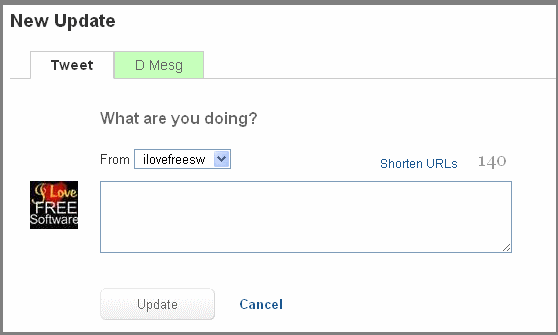 New Update
Tweet D Mesg
What are you doing?
From ilovefreesw Shorten URLs 140
I Love
FREE
Software
Update Cancel